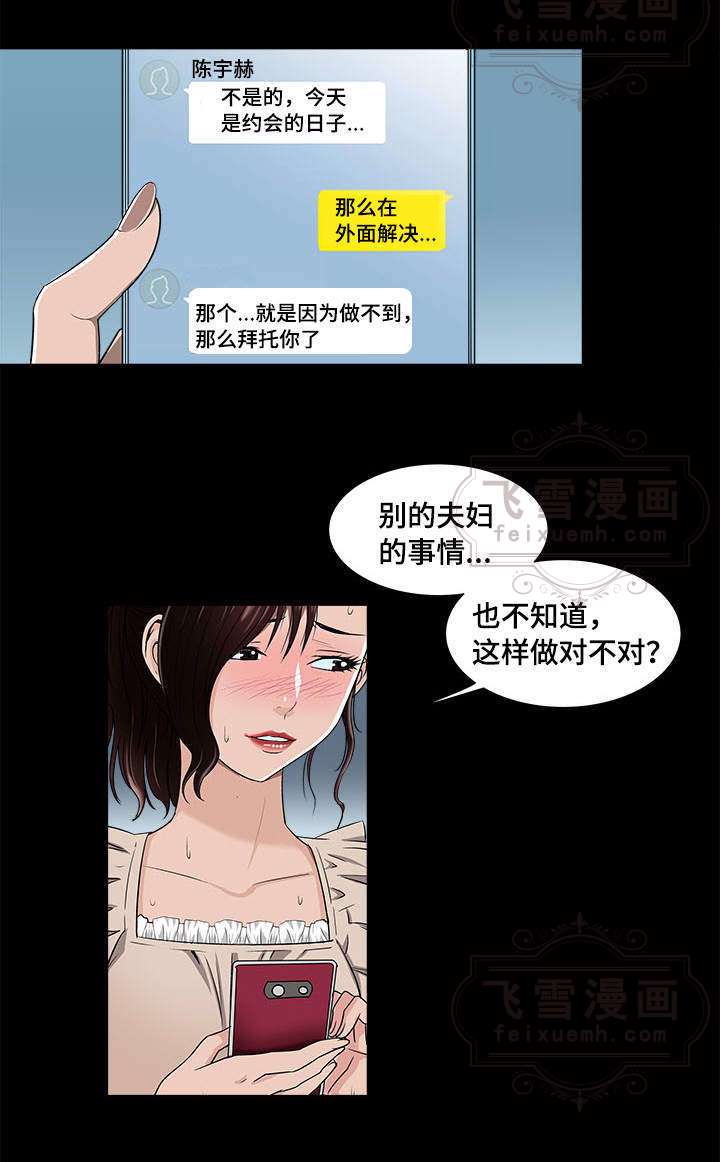 飞雪漫画
feixuemh.com
陈宇赫
不是的，今天
是约会的日子...
那么在
外面解决...
那个...就是因为做不到，
那么拜托你了
飞雪漫画
feixuemh.com
别的夫妇
的事情...
也不知道，
这样做对不对？
飞雪漫画
feixuemh.com